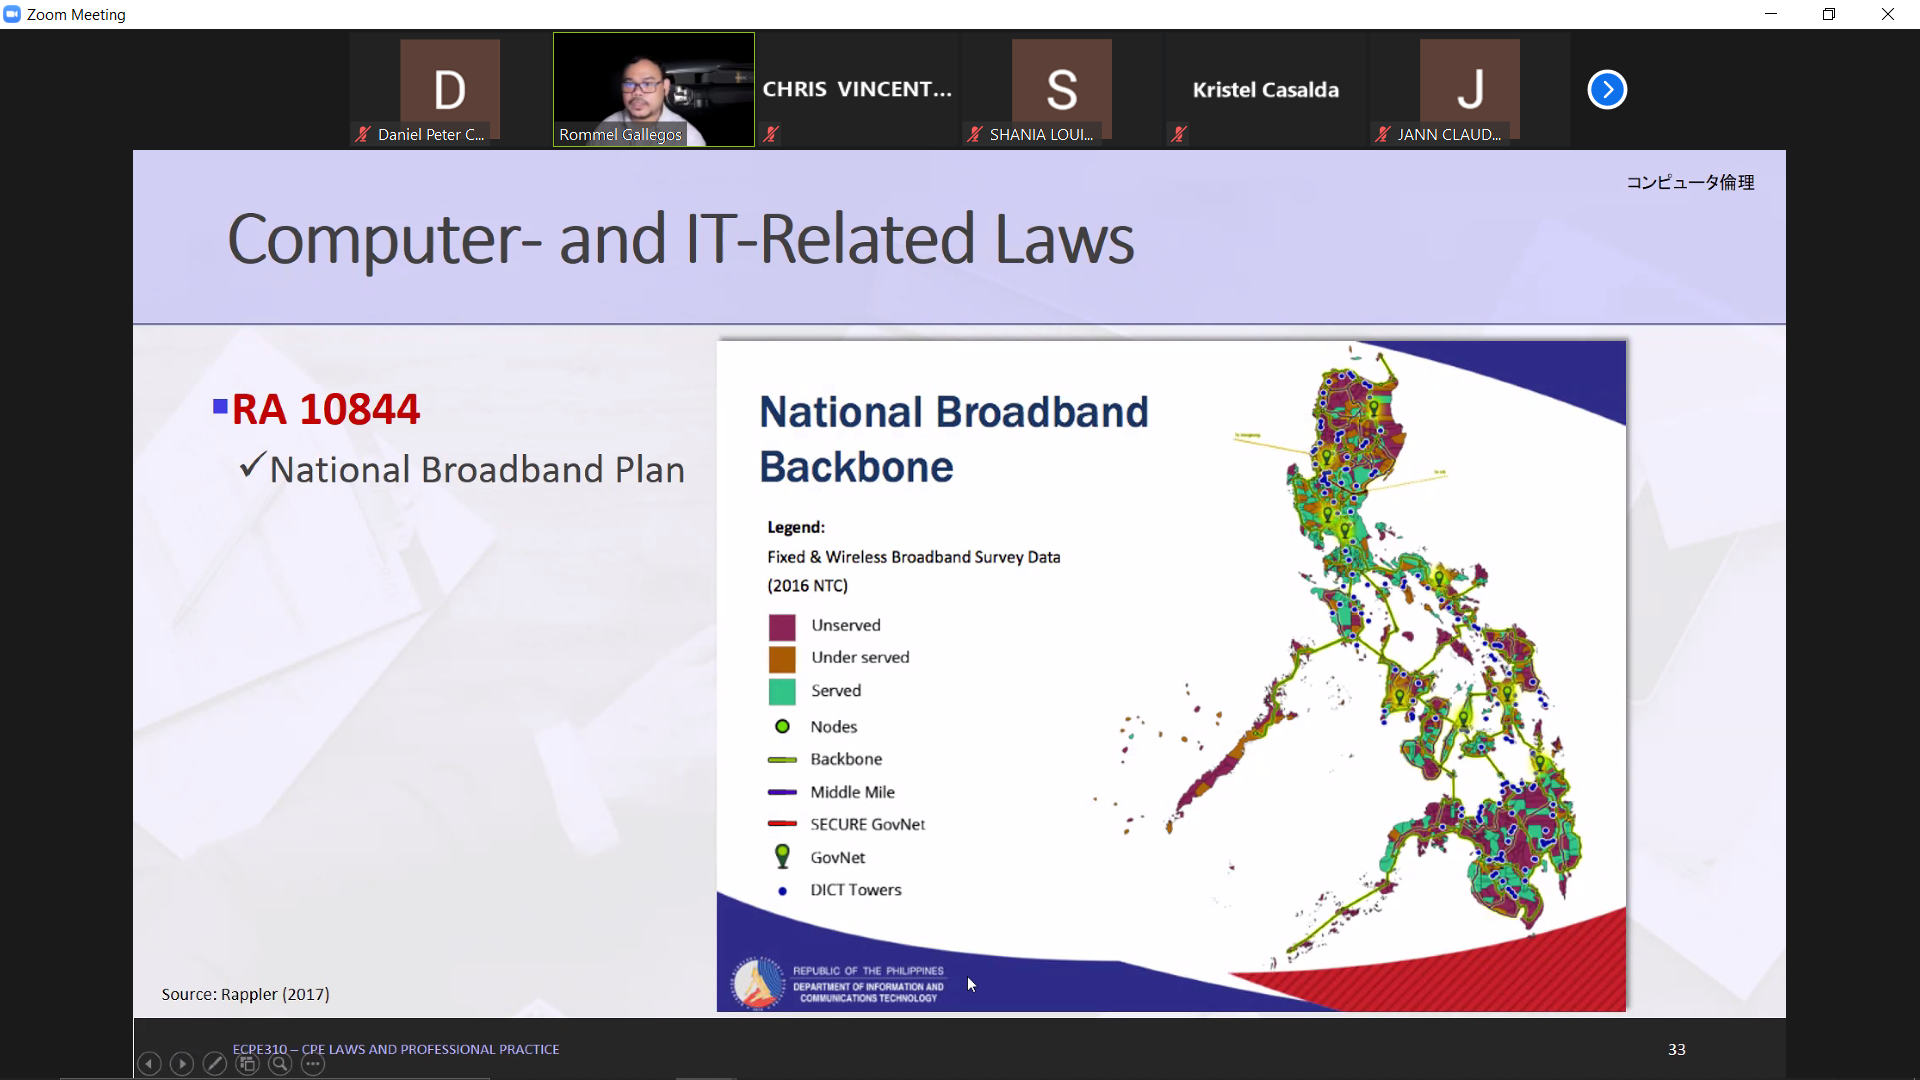 Zoom Meeting
D
Daniel Peter C...
Rommel Gallegos
CHRIS VINCENT...
S
SHANIA LOUI...
Kristel Casalda
J
JANN CLAUD...
コンピュータ倫理
Computer- and IT-Related Laws
RA 10844
National Broadband Plan
National Broadband
Backbone
Legend:
Fixed & Wireless Broadband Survey Data
(2016 NTC)
Unserved
Under served
Served
Nodes
Backbone
Middle Mile
SECURE GovNet
GovNet
DICT Towers
REPUBLIC OF THE PHILIPPINES
DEPARTMENT OF INFORMATION AND
COMMUNICATIONS TECHNOLOGY
Source: Rappler (2017)
ECPE310 – CPE LAWS AND PROFESSIONAL PRACTICE
33